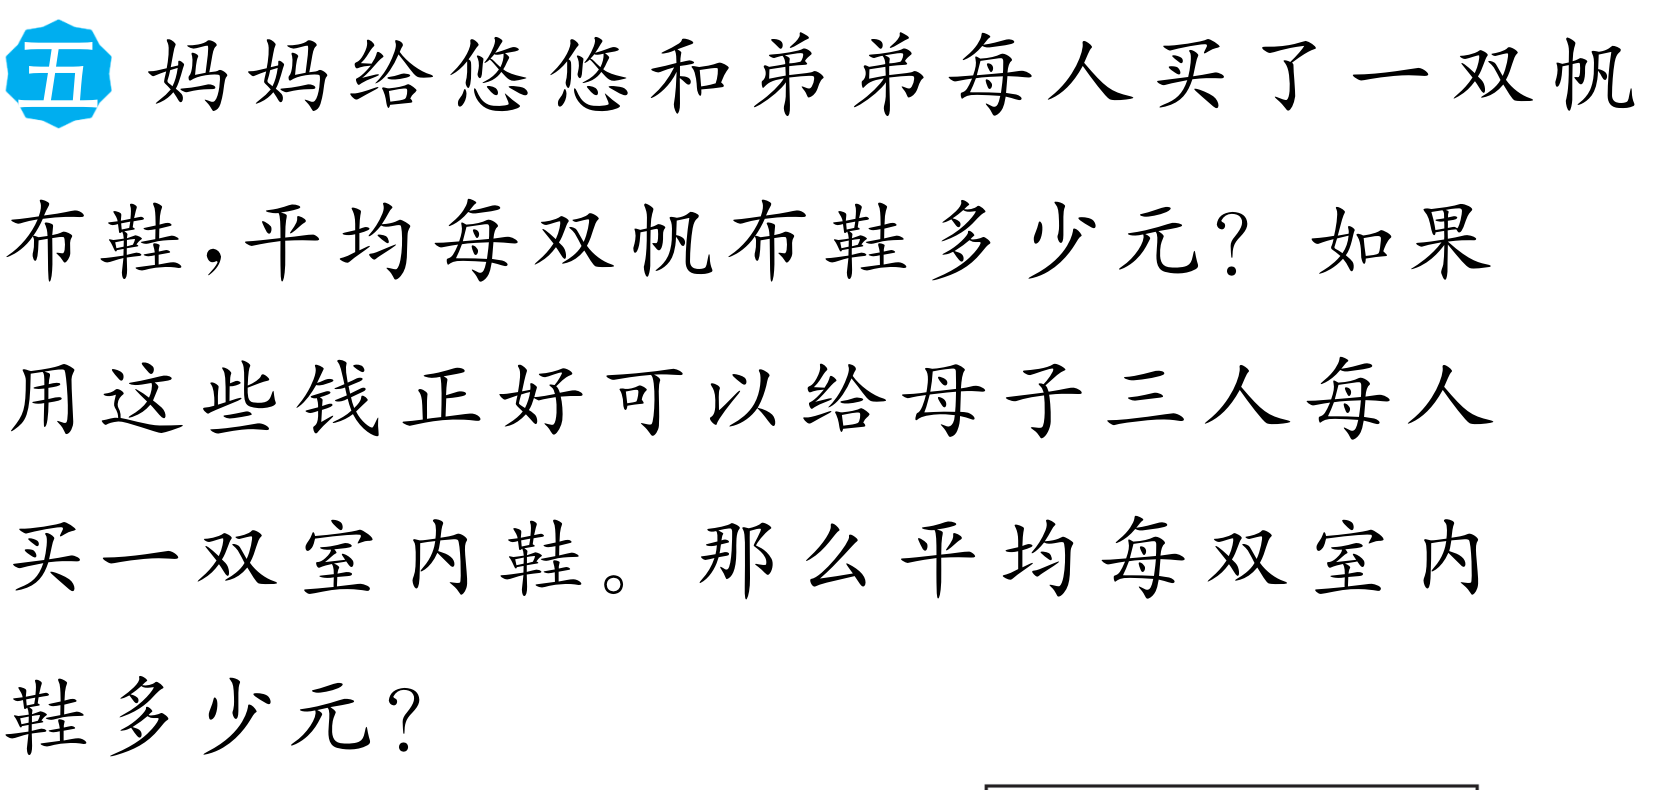 五 妈妈给悠悠和弟弟每人买了一双帆
布鞋,平均每双帆布鞋多少元? 如果
用这些钱正好可以给母子三人每人
买一双室内鞋。那么平均每双室内
鞋多少元?